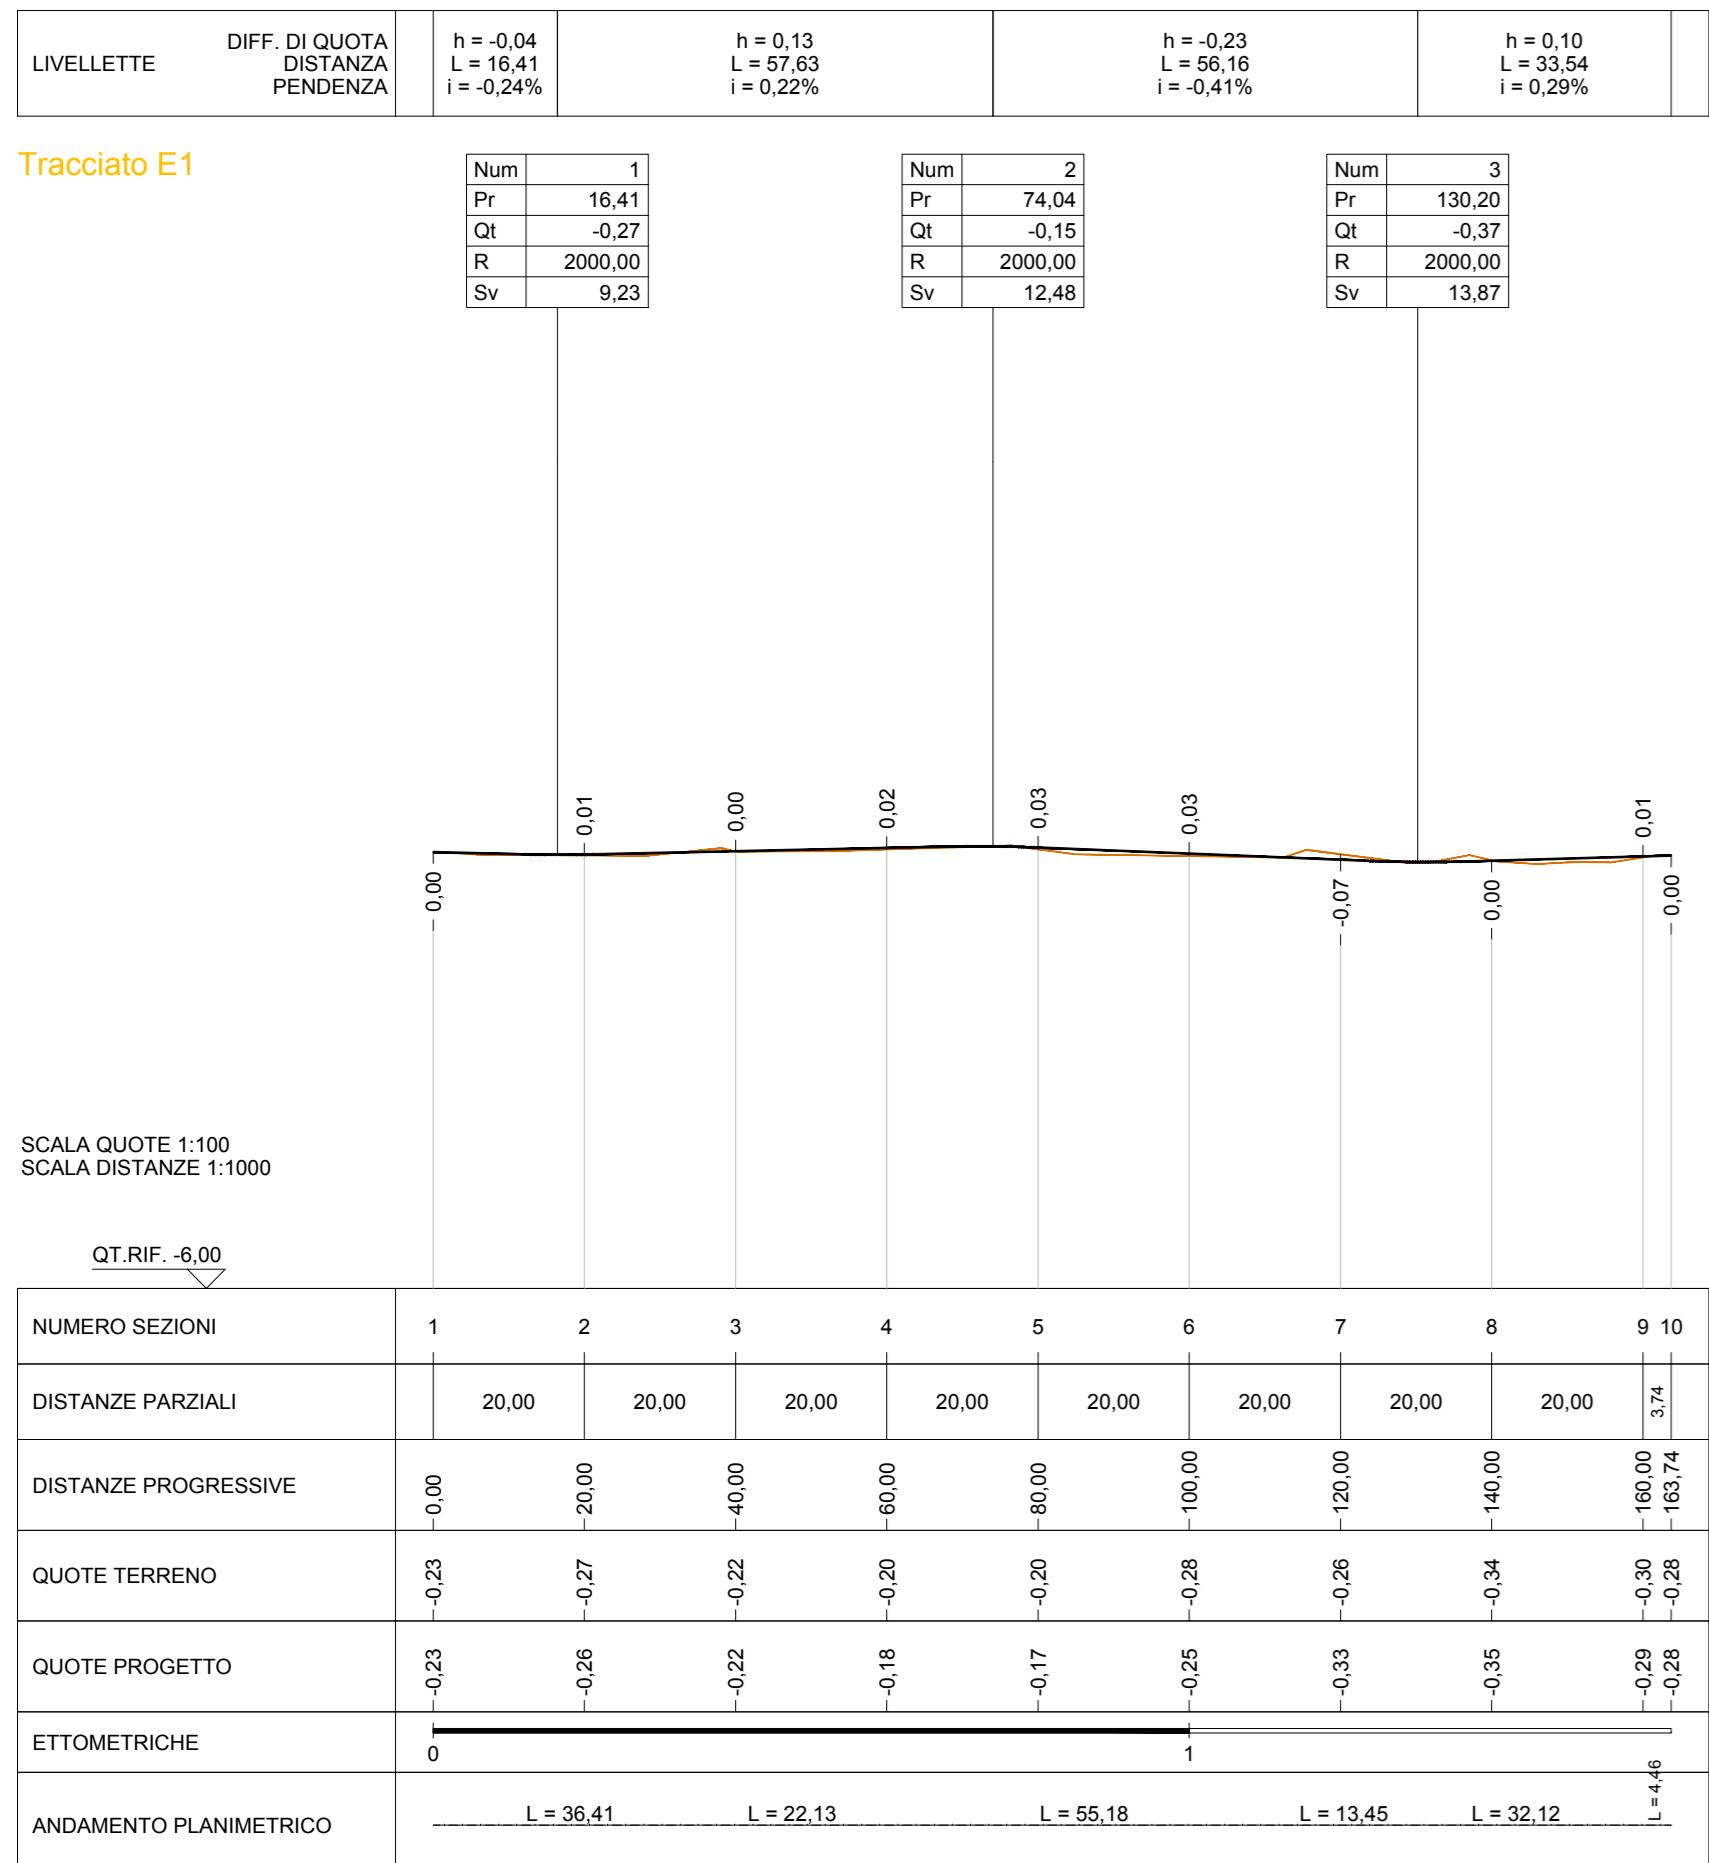 LIVELLETTE
DIFF. DI QUOTA
DISTANZA
PENDENZA
h = -0,04
L = 16,41
i = -0,24%
h = 0,13
L = 57,63
i = 0,22%
h = -0,23
L = 56,16
i = -0,41%
h = 0,10
L = 33,54
i = 0,29%
Tracciato E1
Num 1
Pr 16,41
Qt -0,27
R 2000,00
Sv 9,23
Num 2
Pr 74,04
Qt -0,15
R 2000,00
Sv 12,48
Num 3
Pr 130,20
Qt -0,37
R 2000,00
Sv 13,87
0,00
0,01
0,00
0,02
0,03
0,03
-0,07
0,00
0,01
0,00
SCALA QUOTE 1:100
SCALA DISTANZE 1:1000
QT.RIF. -6,00
NUMERO SEZIONI 1 2 3 4 5 6 7 8 9 10
DISTANZE PARZIALI 20,00 20,00 20,00 20,00 20,00 20,00 20,00 20,00 3,74
DISTANZE PROGRESSIVE 0,00 20,00 40,00 60,00 80,00 100,00 120,00 140,00 160,00 163,74
QUOTE TERRENO -0,23 -0,27 -0,22 -0,20 -0,20 -0,28 -0,26 -0,34 -0,30 -0,28
QUOTE PROGETTO -0,23 -0,26 -0,22 -0,18 -0,17 -0,25 -0,33 -0,35 -0,29 -0,28
ETTOMETRICHE 0 1
ANDAMENTO PLANIMETRICO L = 36,41 L = 22,13 L = 55,18 L = 13,45 L = 32,12 L = 4,46